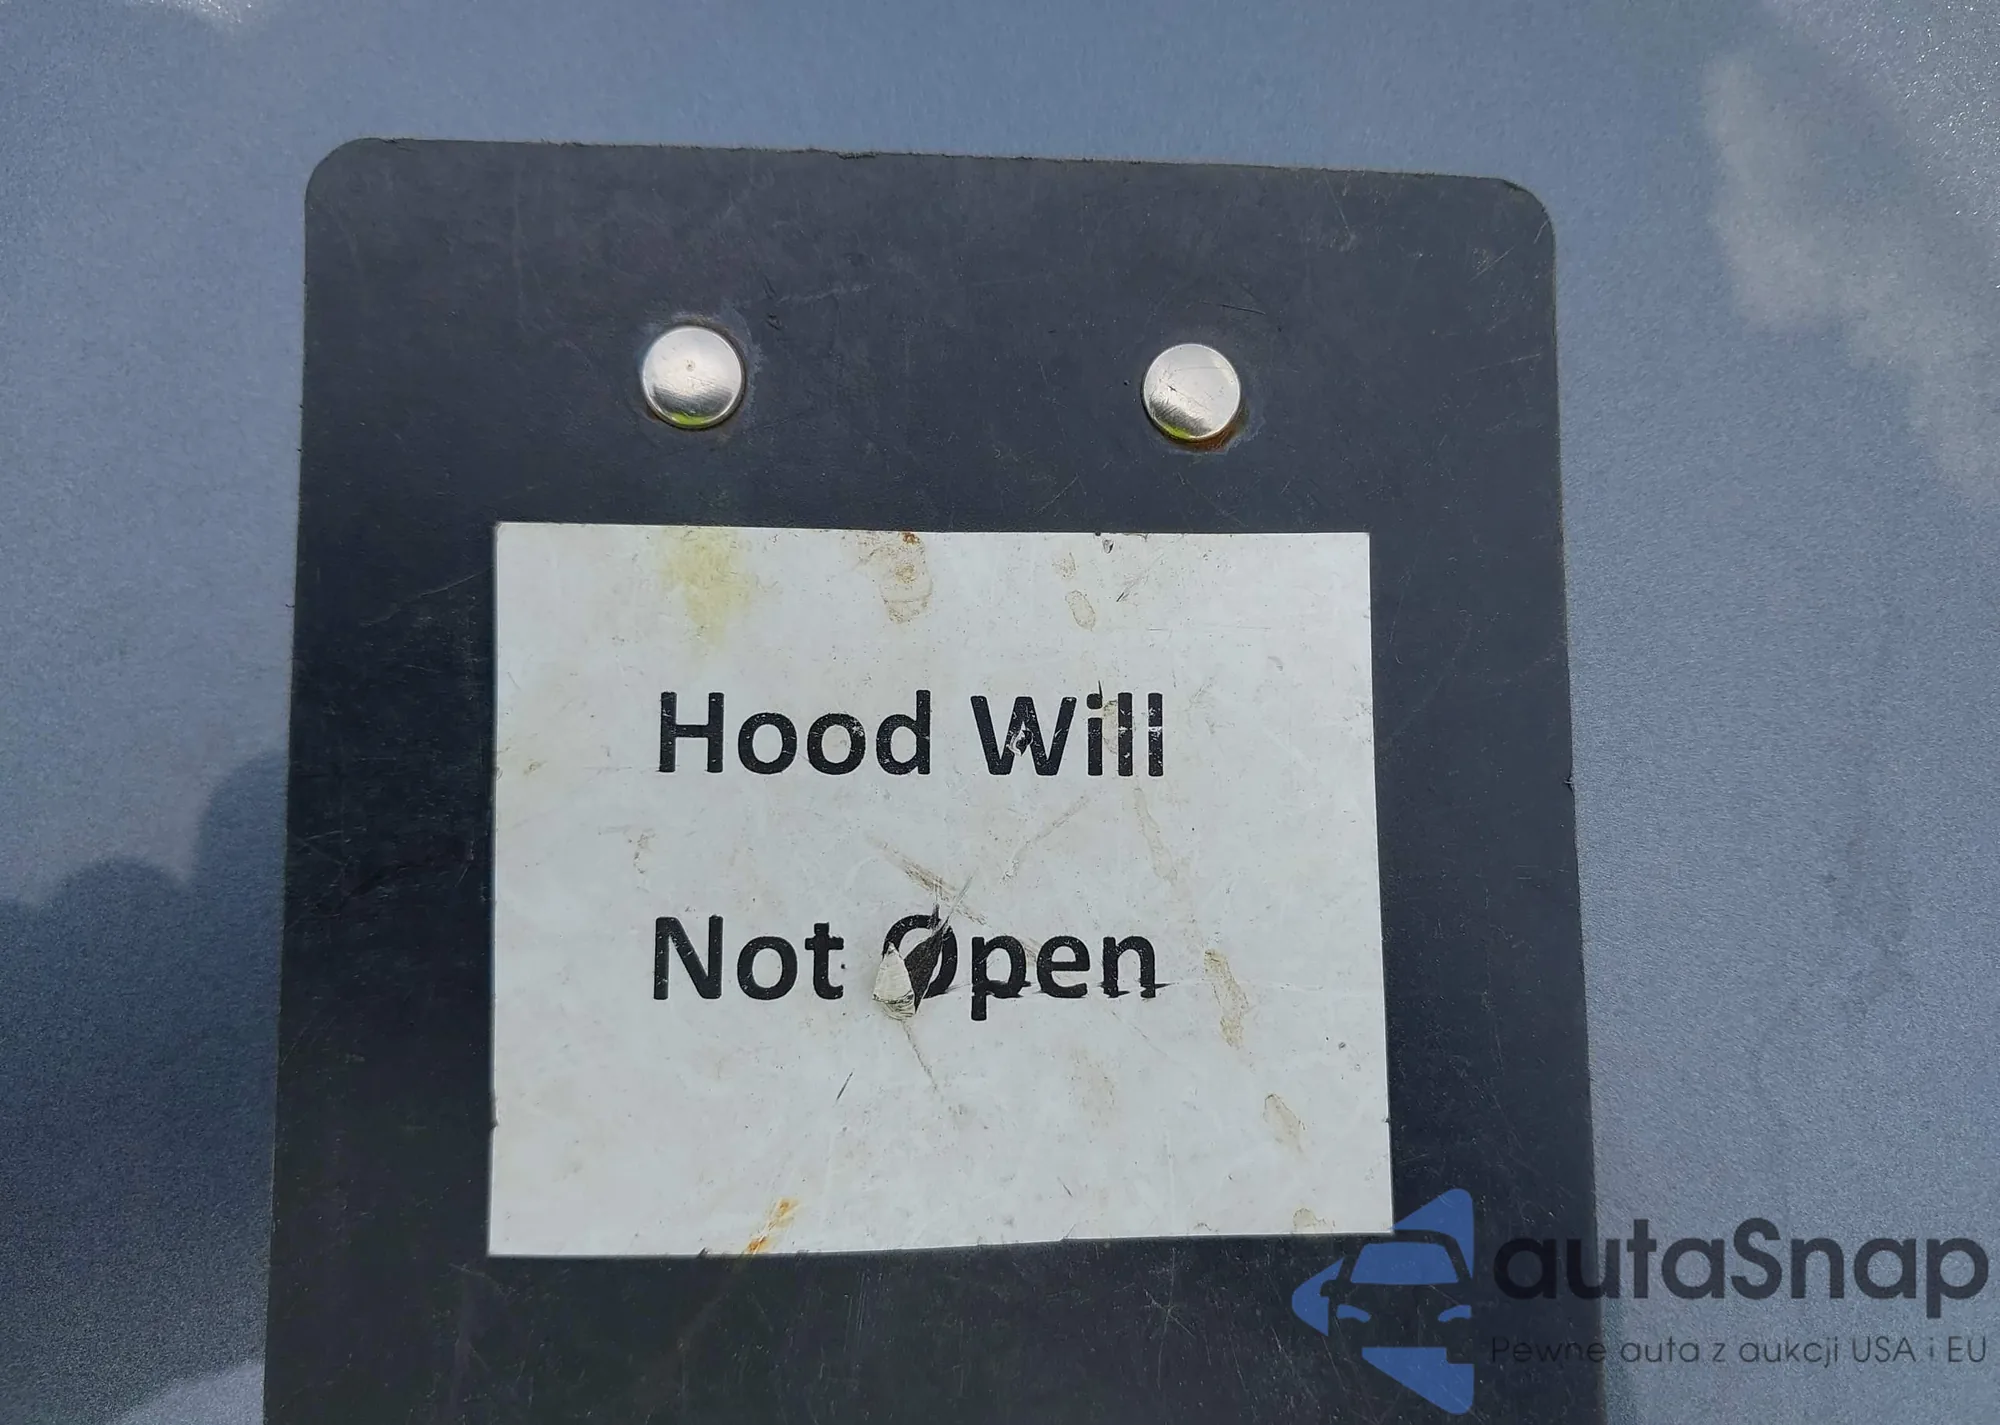 Hood Will
Not Open
autaSnap
Pewne auta z aukcji USA i EU